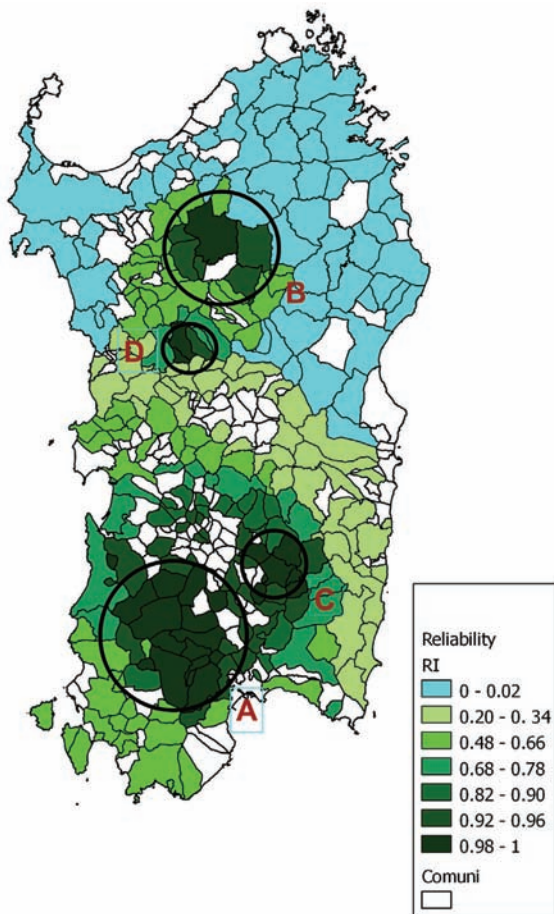 B
D
C
A
Reliability
RI
0 - 0.02
0.20 - 0. 34
0.48 - 0.66
0.68 - 0.78
0.82 - 0.90
0.92 - 0.96
0.98 - 1
Comuni